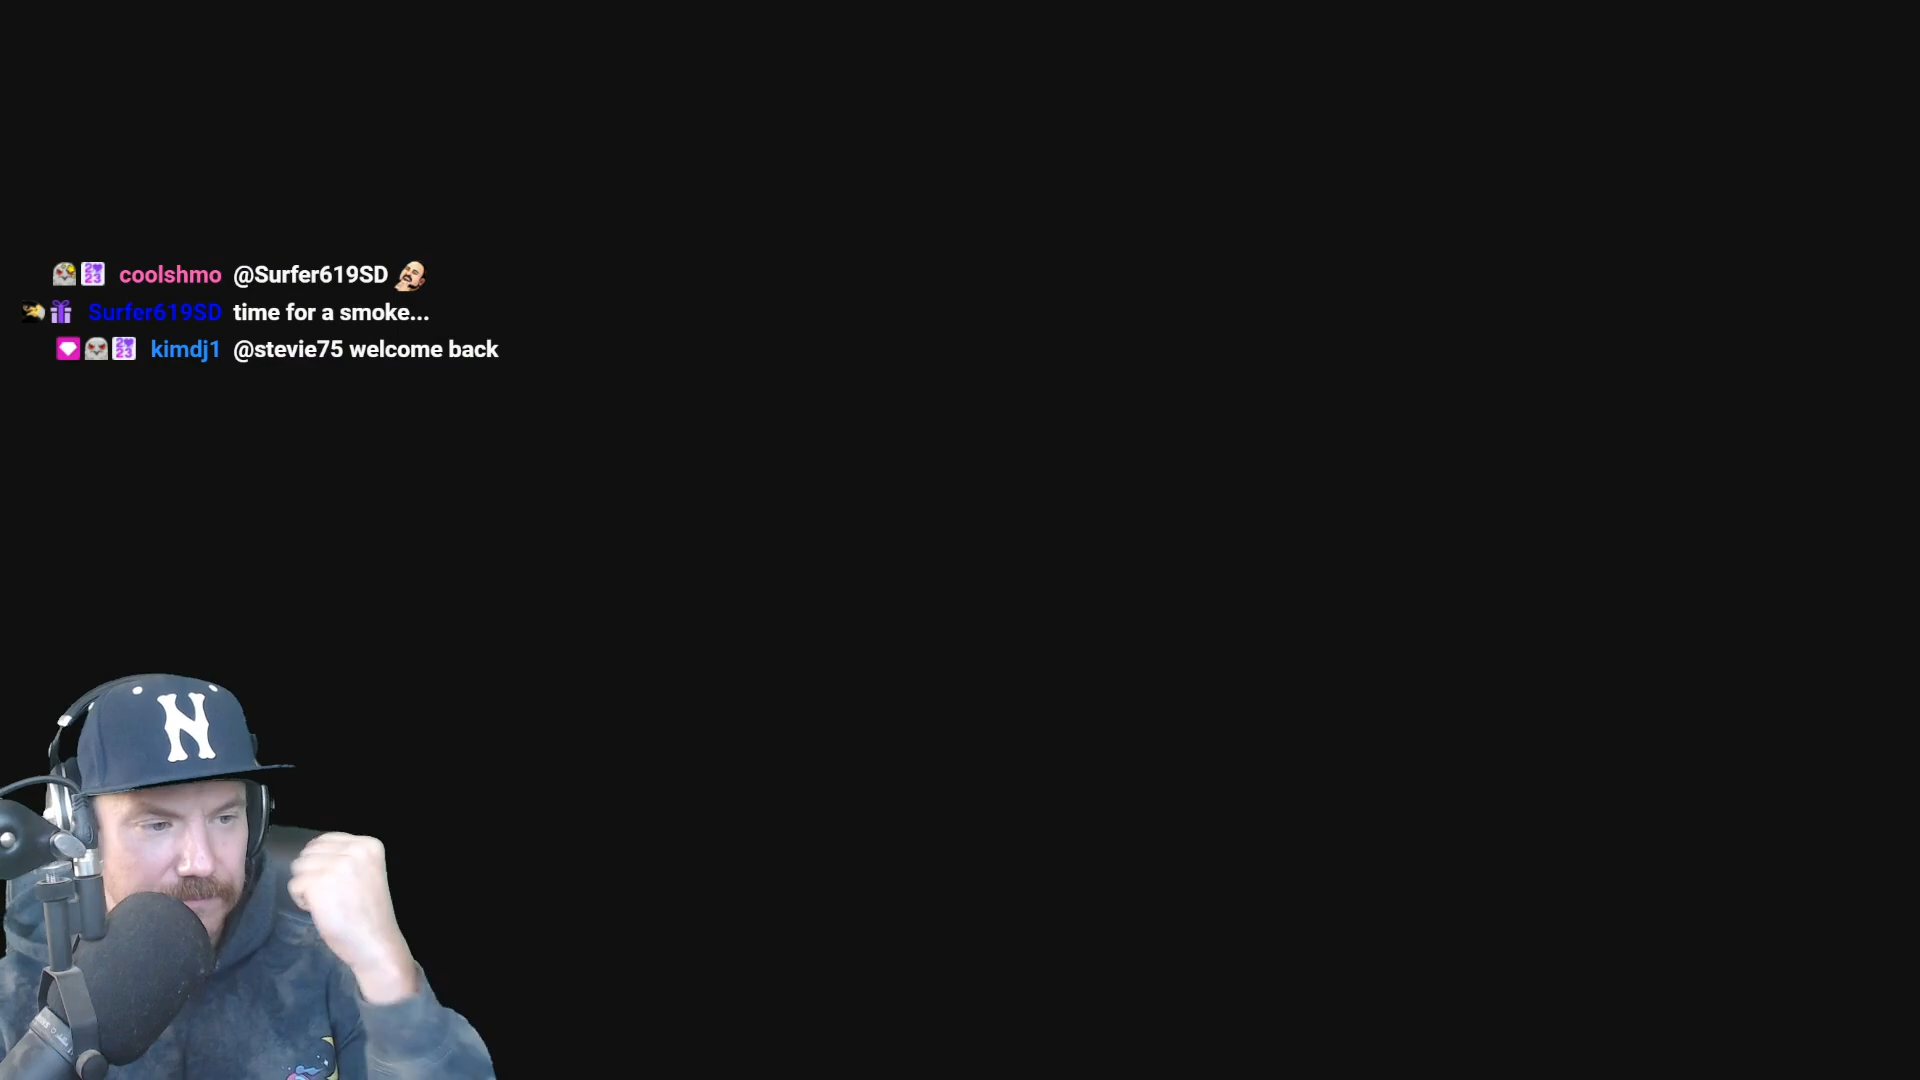 coolshmo @Surfer619SD
Surfer619SD time for a smoke...
kimdj1 @stevie75 welcome back
N